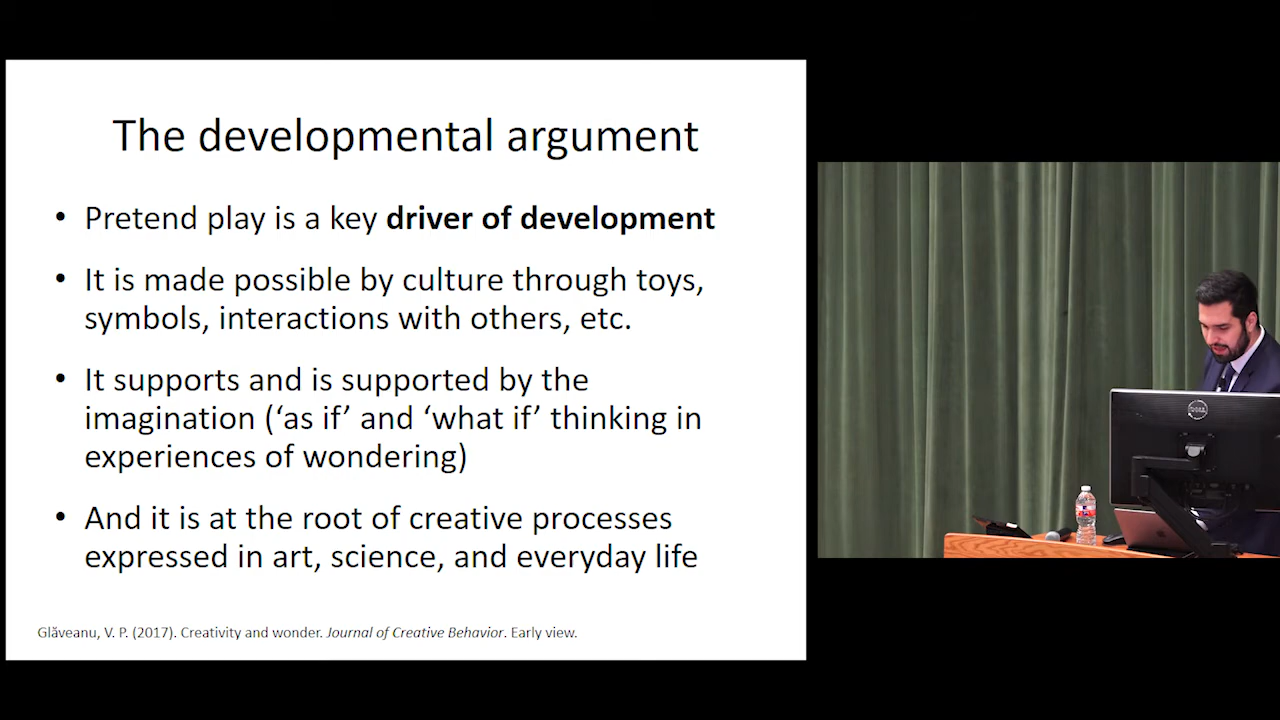 The developmental argument
• Pretend play is a key driver of development
• It is made possible by culture through toys,
symbols, interactions with others, etc.
• It supports and is supported by the
imagination (‘as if’ and ‘what if’ thinking in
experiences of wondering)
• And it is at the root of creative processes
expressed in art, science, and everyday life
Glăveanu, V. P. (2017). Creativity and wonder. Journal of Creative Behavior. Early view.